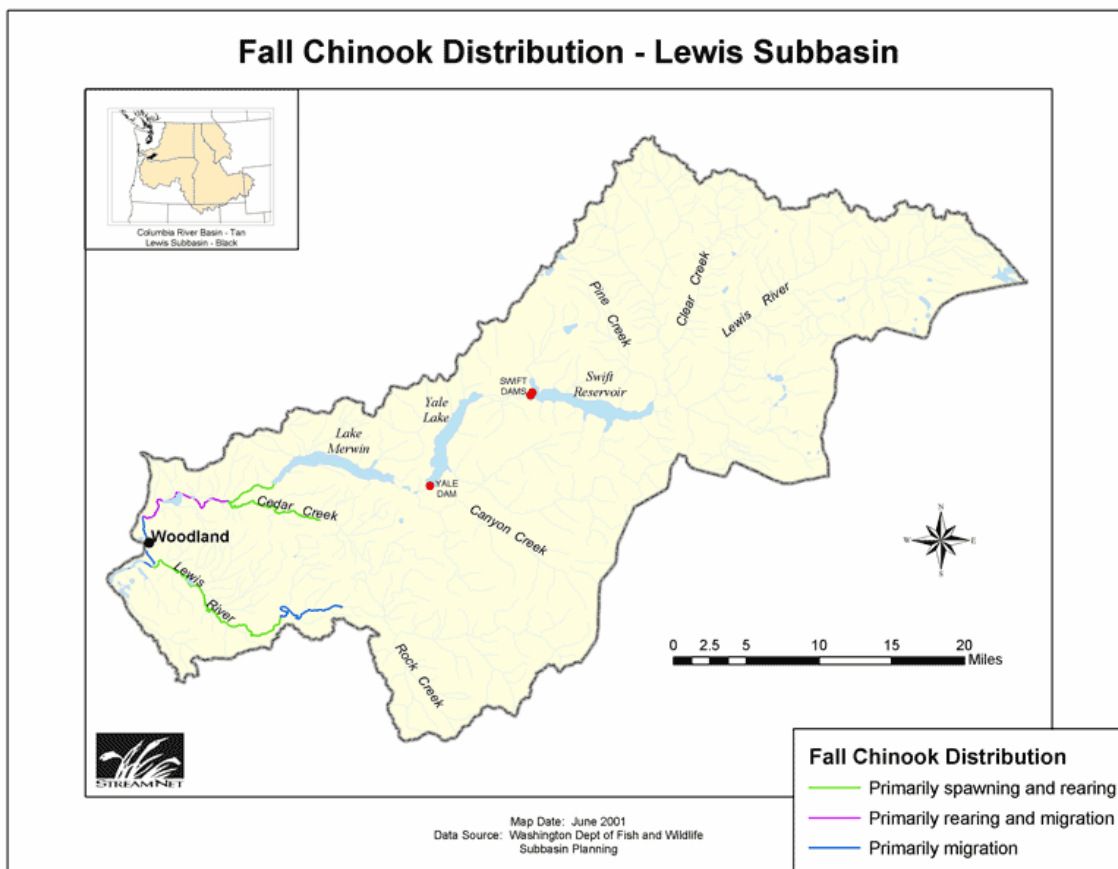 Fall Chinook Distribution - Lewis Subbasin
Columbia River Basin - Tan
Lewis Subbasin - Black
Pine Creek
Clear Creek
Lewis River
SWIFT
DAMS
Swift
Reservoir
Yale
Lake
Lake
Merwin
YALE
DAM
Cedar Creek
Canyon Creek
Woodland
Lewis River
Rock Creek
N
W
E
S
0 2.5 5 10 15 20
Miles
STREAMNET
Fall Chinook Distribution
Primarily spawning and rearing
Primarily rearing and migration
Primarily migration
Map Date: June 2001
Data Source: Washington Dept of Fish and Wildlife
Subbasin Planning